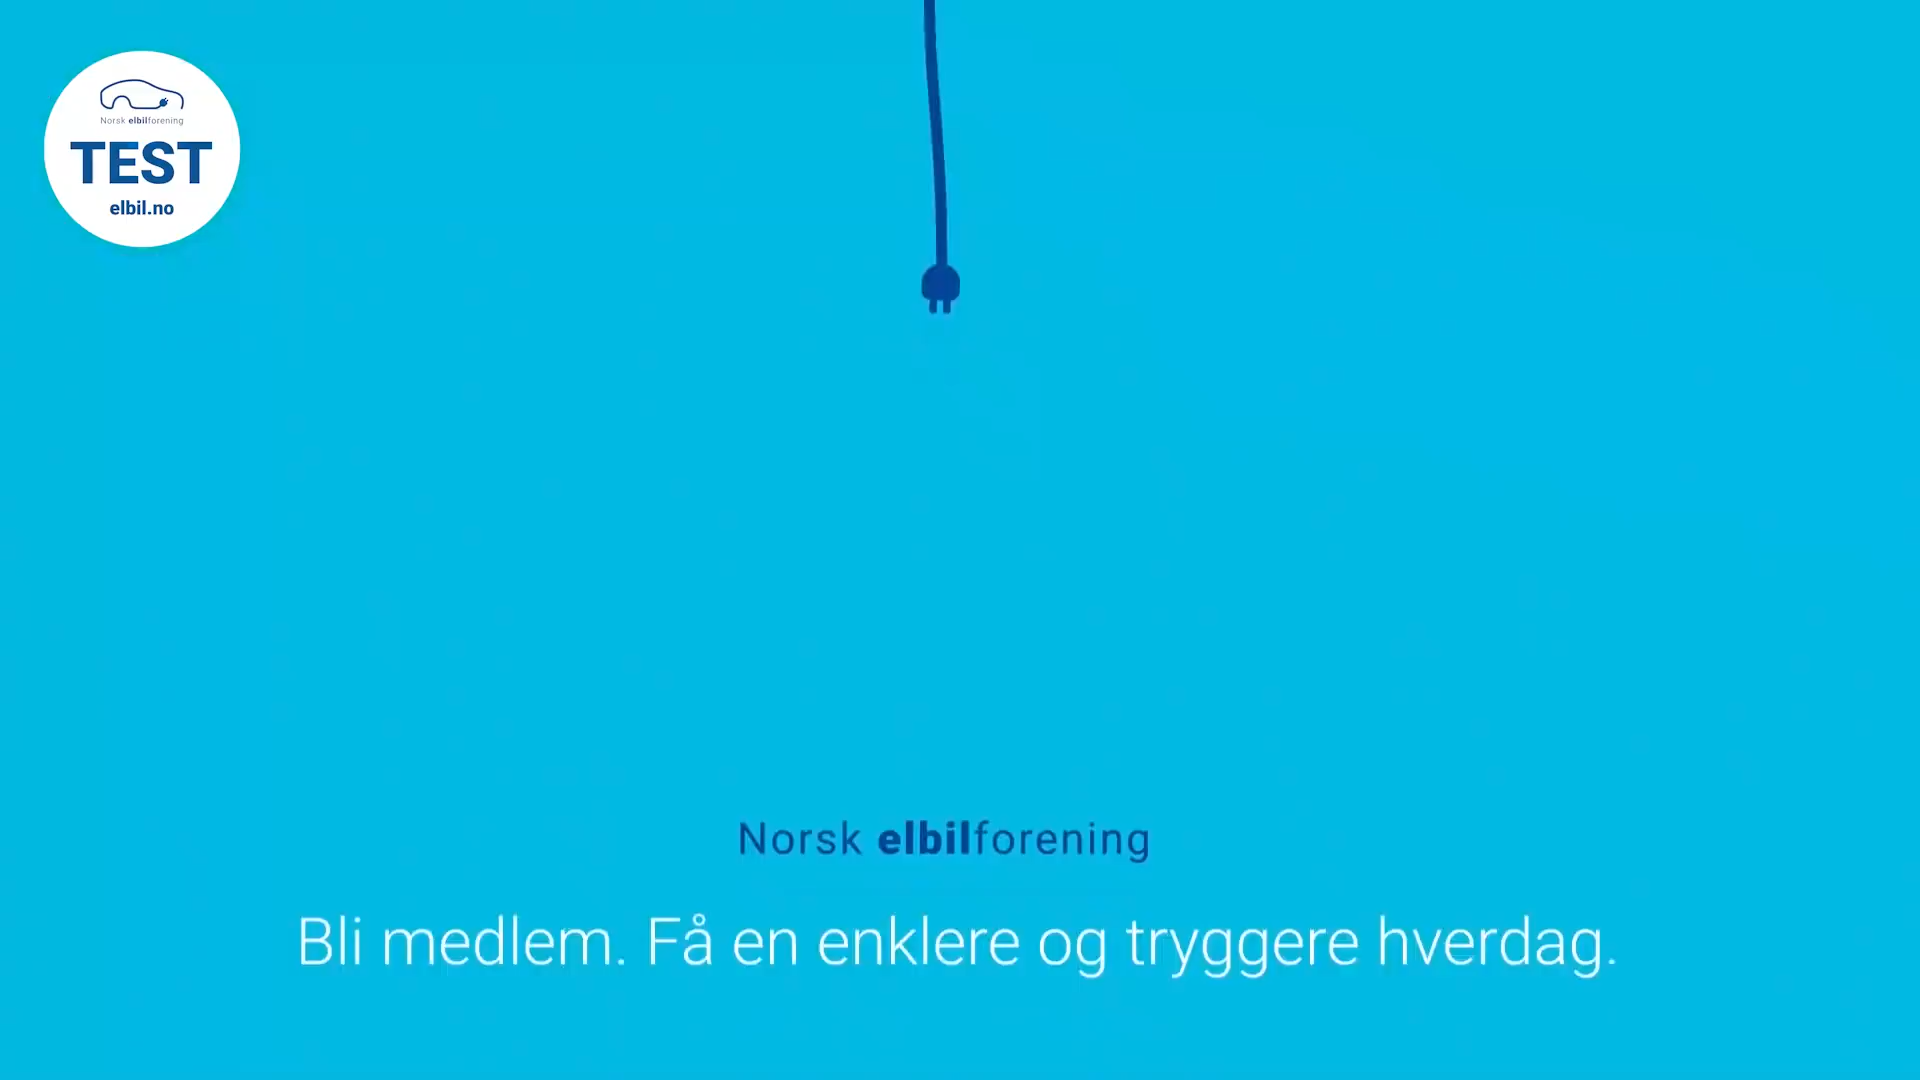 Norsk elbilforening
TEST
elbil.no
Norsk elbilforening
Bli medlem. Få en enklere og tryggere hverdag.